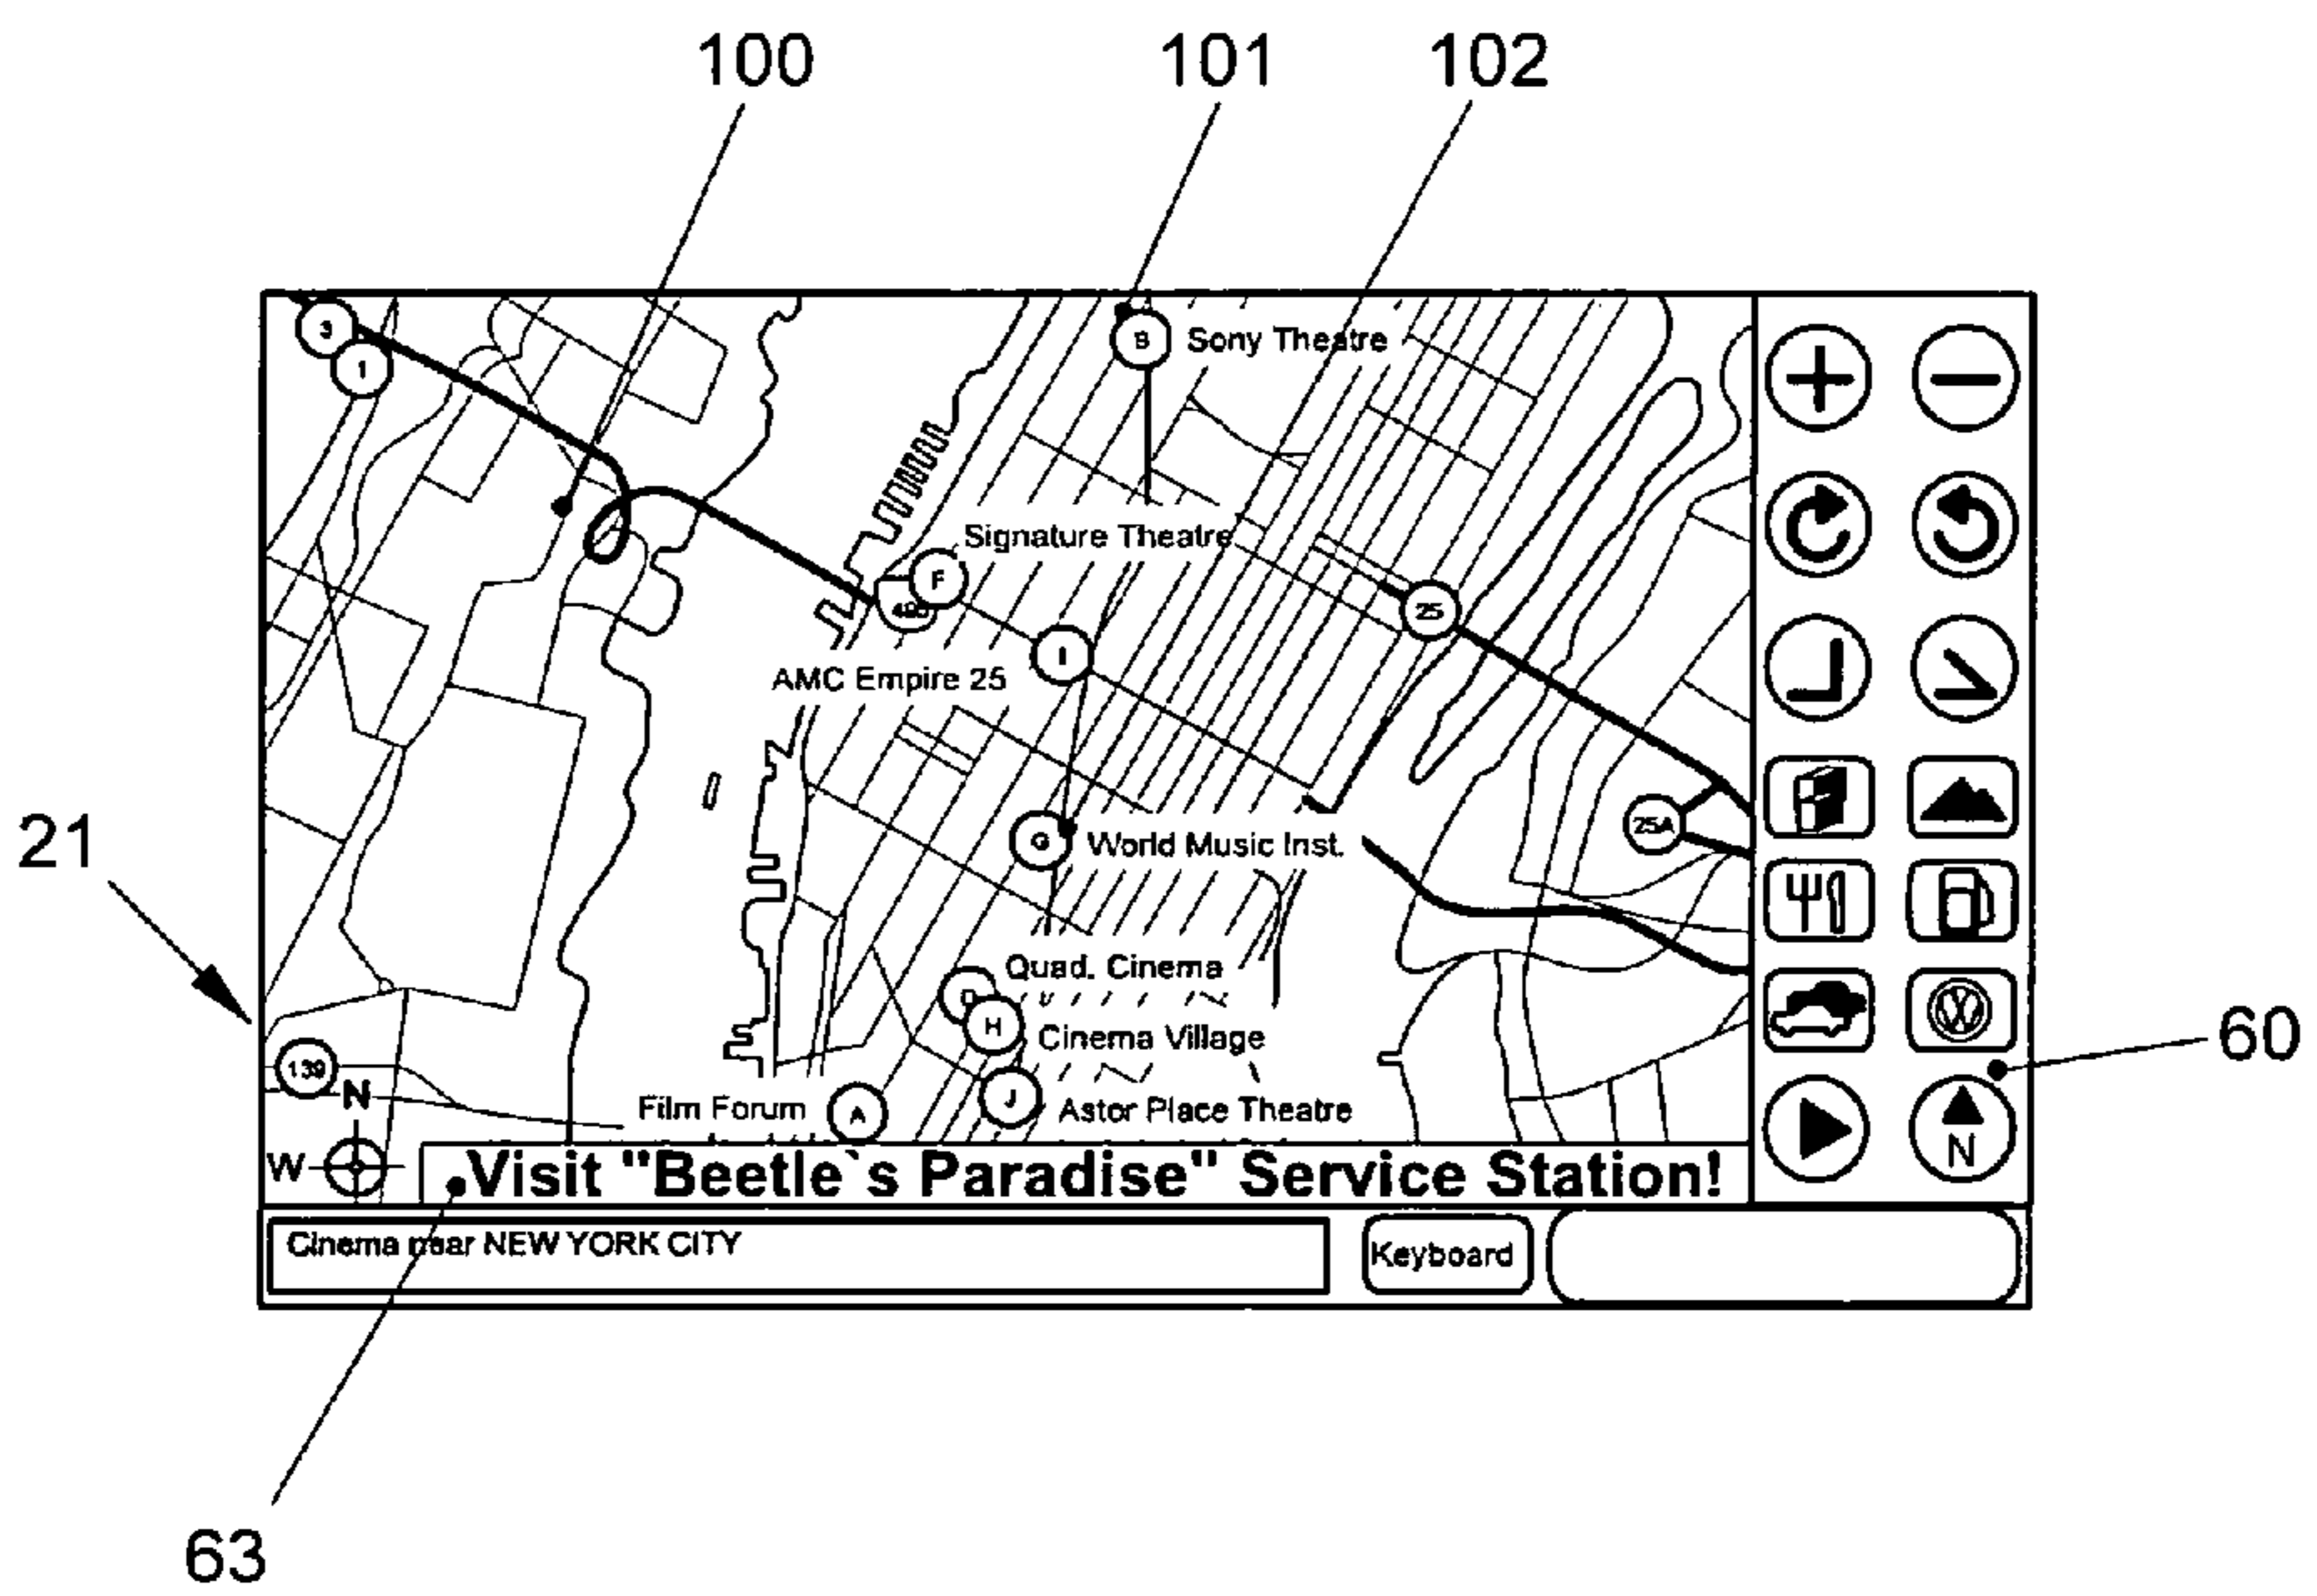 100 101 102
3
1
B Sony Theatre
Signature Theatre
F
25
I
AMC Empire 25
25A
G World Music Inst.
21
Quad. Cinema
H
Cinema Village
60
139
N
J
Film Forum A Astor Place Theatre
N
W
Visit "Beetle`s Paradise" Service Station!
Cinema near NEW YORK CITY
Keyboard
63